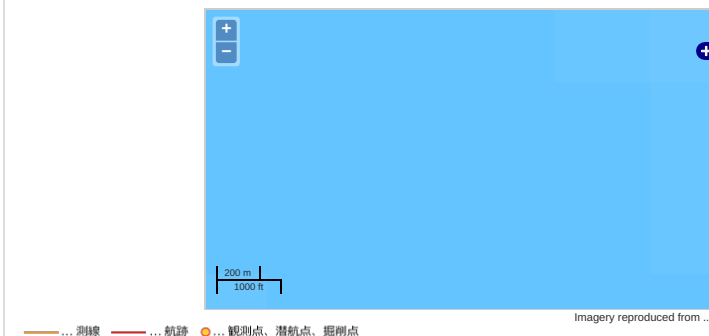 +
−
200 m
1000 ft
Imagery reproduced from ..
... 測線 ... 航跡 ... 観測点、潜航点、掘削点